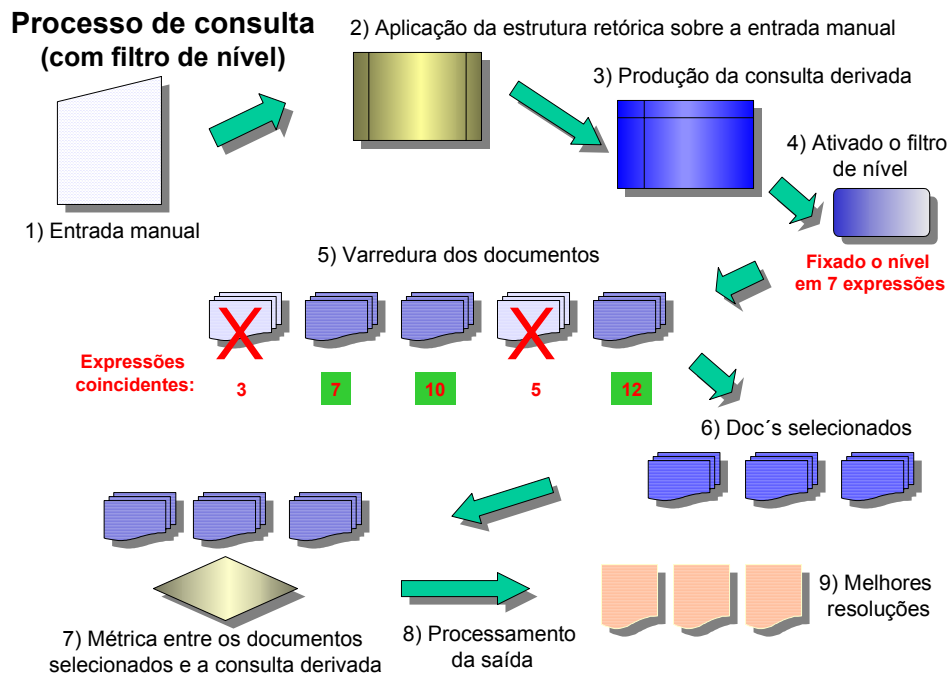 Processo de consulta
(com filtro de nível)
2) Aplicação da estrutura retórica sobre a entrada manual
3) Produção da consulta derivada
4) Ativado o filtro
de nível
1) Entrada manual
5) Varredura dos documentos
Fixado o nível
em 7 expressões
X X
Expressões
coincidentes:
3 7 10 5 12
6) Doc´s selecionados
9) Melhores
resoluções
7) Métrica entre os documentos
selecionados e a consulta derivada
8) Processamento
da saída